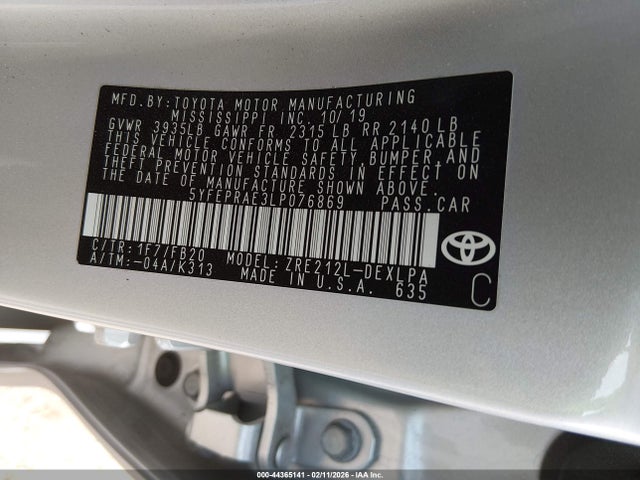 MFD.BY:TOYOTA MOTOR MANUFACTURING
MISSISSIPPI INC. 10/19
GVWR 3935LB GAWR FR 2315 LB RR 2140 LB
THIS VEHICLE CONFORMS TO ALL APPLICABLE
FEDERAL MOTOR VEHICLE SAFETY,BUMPER,AND
THEFT PREVENTION STANDARDS IN EFFECT ON
THE DATE OF MANUFACTURE SHOWN ABOVE.
5YFEPRAE3LP076869 PASS.CAR
C/TR:1F7/FB20 MODEL:ZRE212L-DEXLPA
A/TM:-04A/K313 MADE IN U.S.A. 635
C
000-44365141 - 02/11/2026 - IAA Inc.